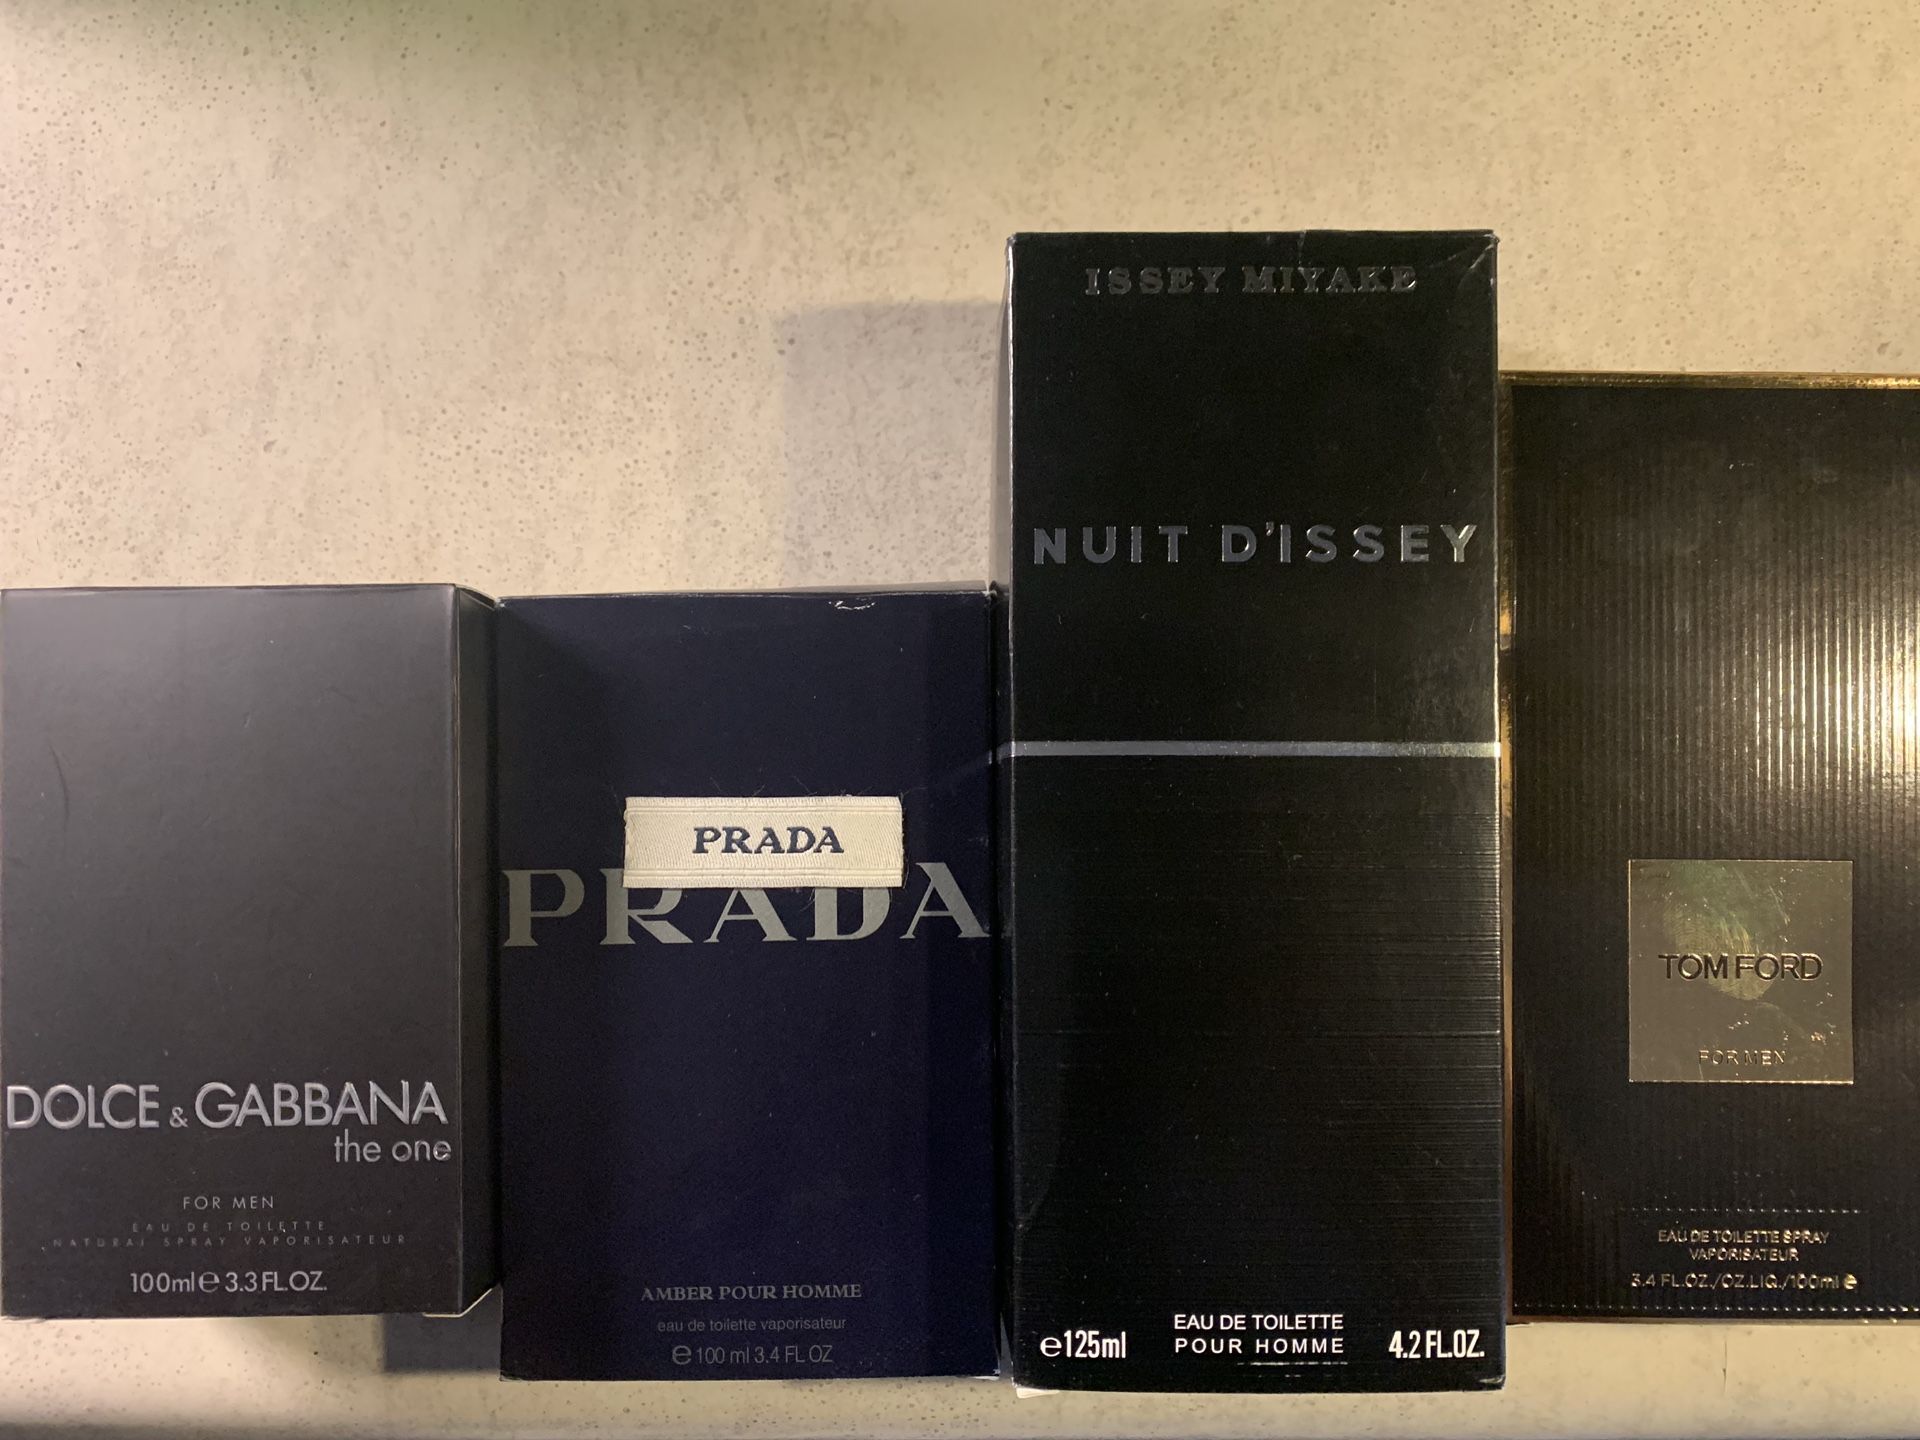 DOLCE & GABBANA
the one
FOR MEN
EAU DE TOILETTE
NATURAL SPRAY VAPORISATEUR
100ml e 3.3 FL.OZ.
PRADA
PRADA
AMBER POUR HOMME
eau de toilette vaporisateur
e 100 ml 3.4 FL OZ
ISSEY MIYAKE
NUIT D'ISSEY
EAU DE TOILETTE
POUR HOMME
e125ml
4.2 FL.OZ.
TOM FORD
FOR MEN
EAU DE TOILETTE SPRAY
VAPORISATEUR
3.4 FL.OZ./OZ.LIQ./100ml e